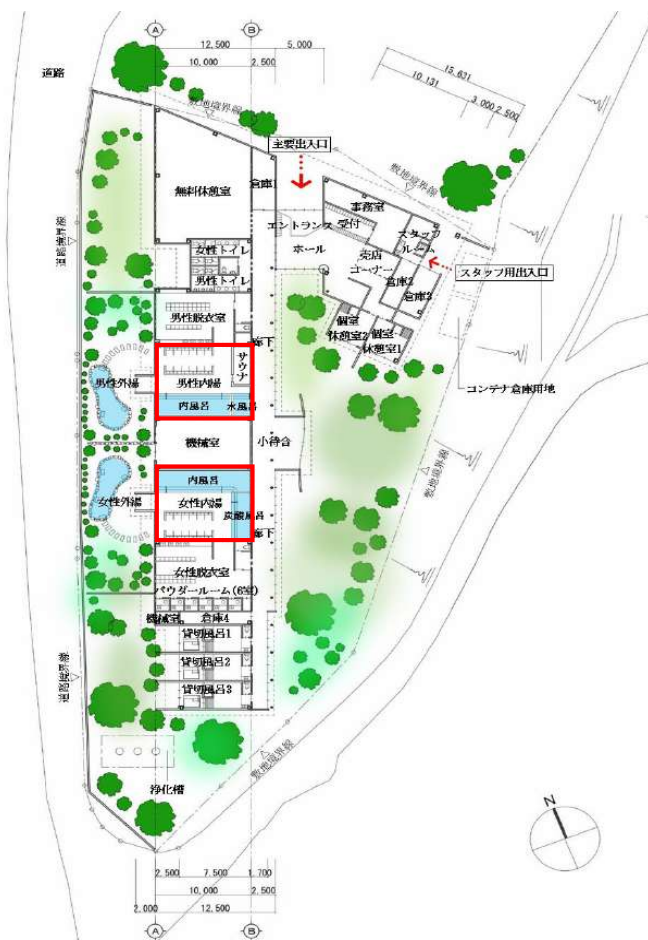 A
B
12,500
5,000
10,000
2,500
15,631
10,131
3,000
2,500
道路
敷地境界線
主要出入口
無料休憩室
倉庫1
事務室
敷地境界線
エントランス
ホール
受付
スタッフ
ルーム
売店
コーナー
スタッフ用出入口
女性トイレ
男性トイレ
倉庫2
倉庫3
道路境界線
男性脱衣室
個室
休憩室2
個室
休憩室1
廊下
サウナ
コンテナ倉庫用地
男性外湯
男性内湯
内風呂
水風呂
機械室
小待合
敷地境界線
内風呂
女性外湯
女性内湯
炭酸風呂
廊下
女性脱衣室
パウダールーム(6室)
機械室
倉庫4
貸切風呂1
貸切風呂2
貸切風呂3
道路境界線
敷地境界線
浄化槽
N
2,500
7,500
1,700
10,000
2,500
2,000
12,500
A
B